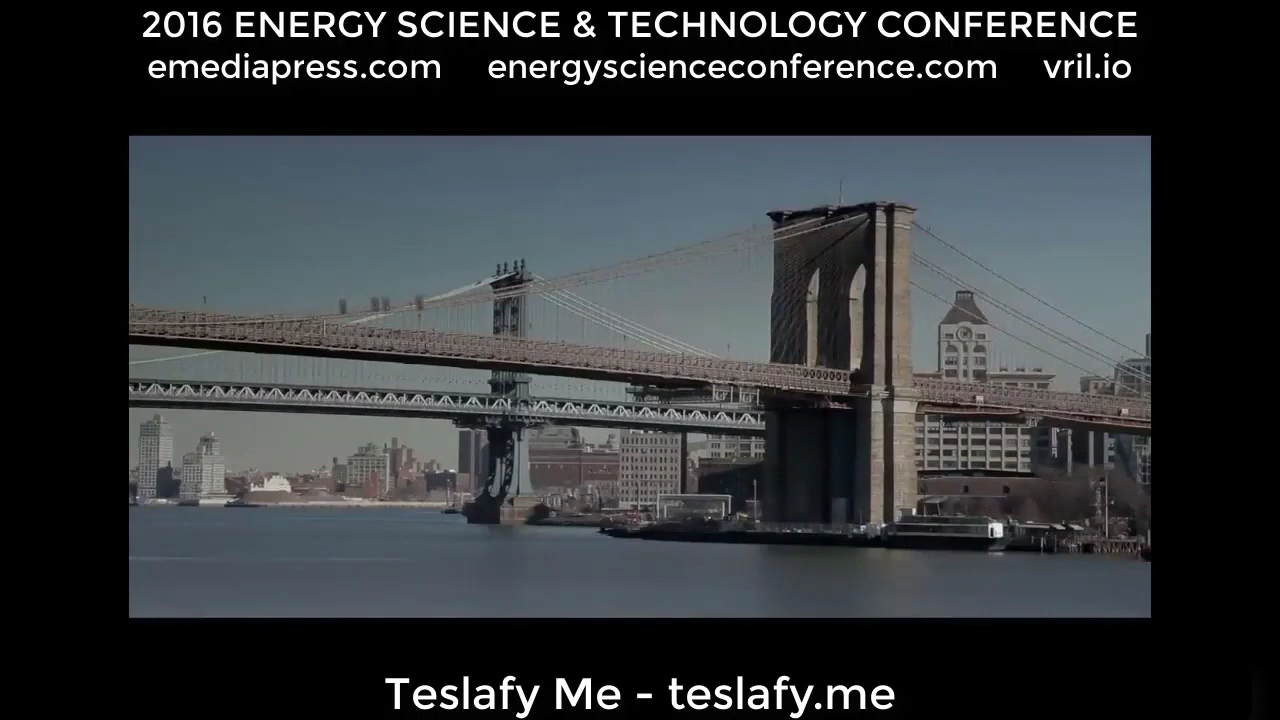 2016 ENERGY SCIENCE & TECHNOLOGY CONFERENCE
emediapress.com energyscienceconference.com vril.io
Teslafy Me - teslafy.me